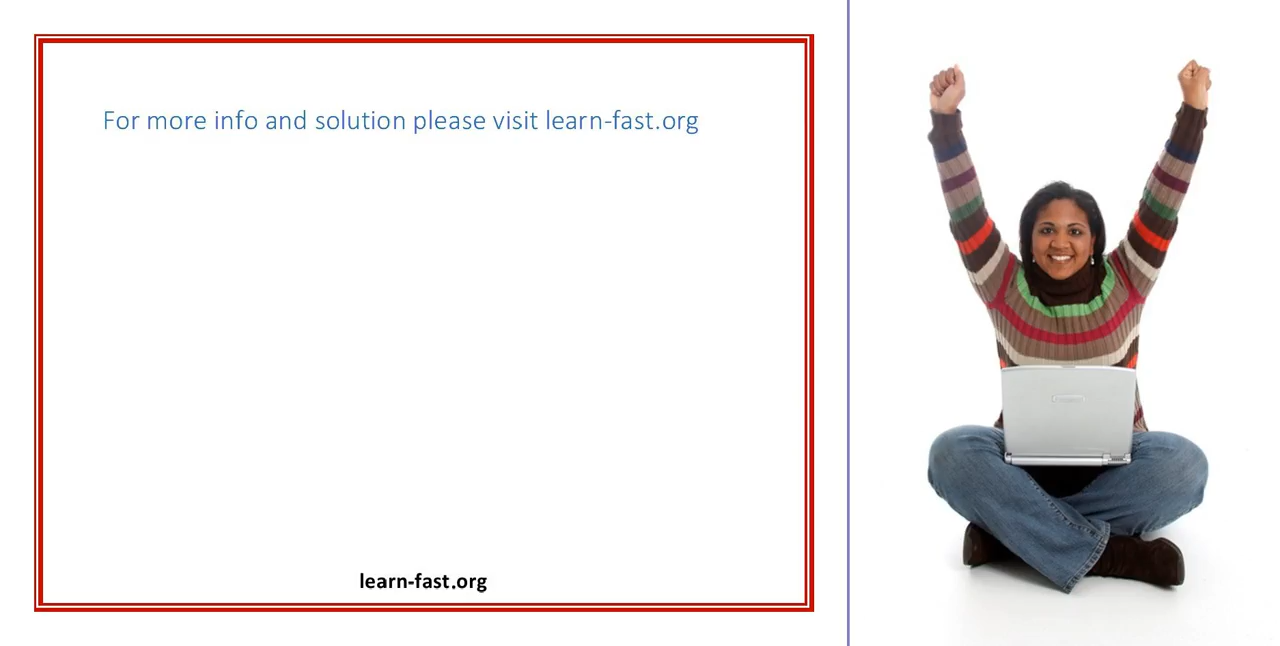 For more info and solution please visit learn-fast.org
learn-fast.org